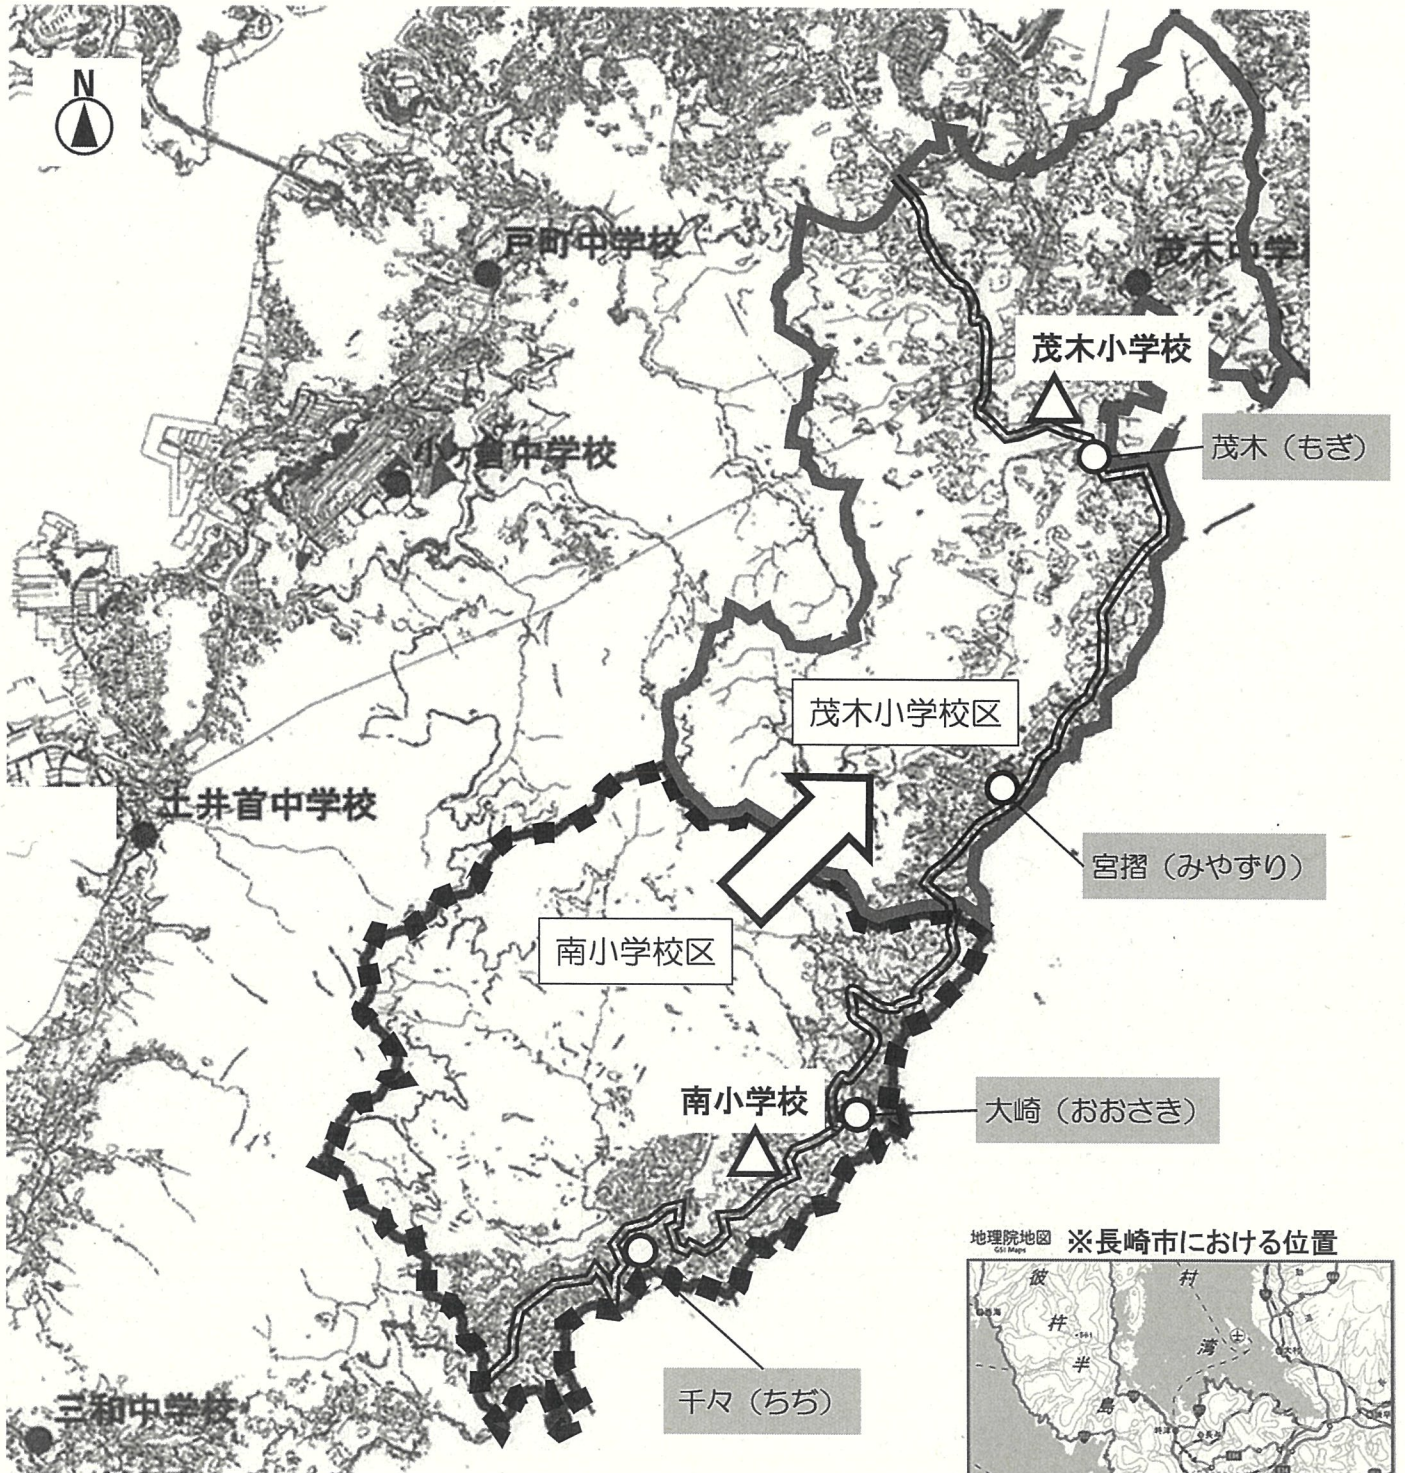 N
戸町中学校
茂木中学
茂木小学校
茂木（もぎ）
小ヶ倉中学校
茂木小学校区
土井首中学校
宮摺（みやずり）
南小学校区
南小学校
大崎（おおさき）
千々（ちぢ）
三和中学校
地理院地図
GSI Maps
※長崎市における位置
彼
杵
半
島
村
湾